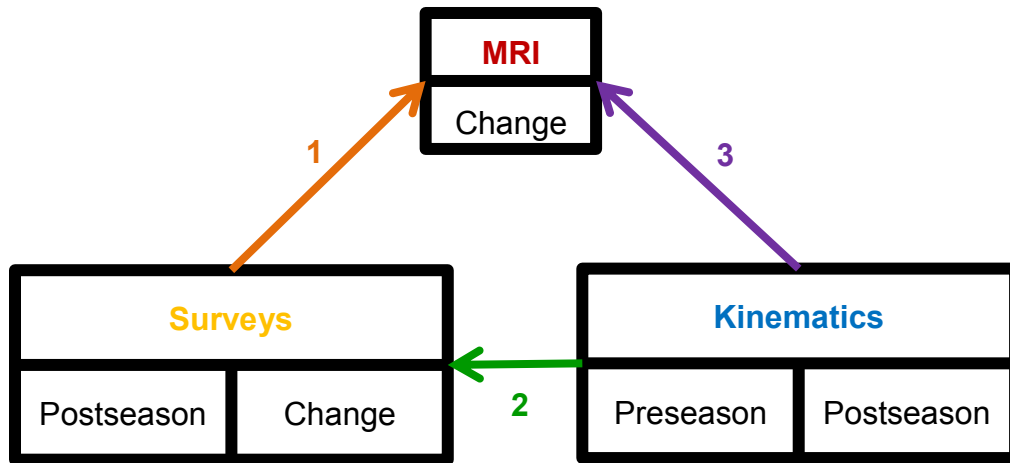 MRI
Change
1
3
Surveys
Kinematics
2
Postseason
Change
Preseason
Postseason